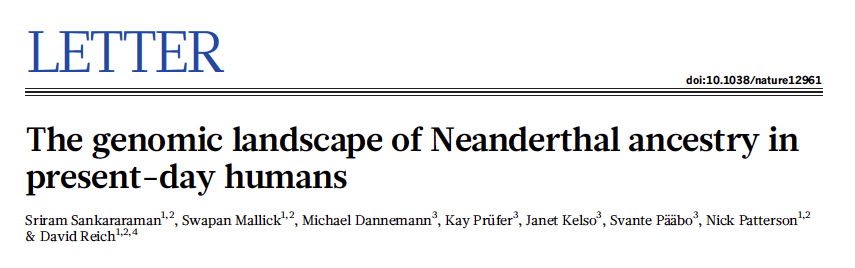 LETTER
doi:10.1038/nature12961
The genomic landscape of Neanderthal ancestry in
present-day humans
Sriram Sankararaman1,2, Swapan Mallick1,2, Michael Dannemann3, Kay Prüfer3, Janet Kelso3, Svante Pääbo3, Nick Patterson1,2
& David Reich1,2,4